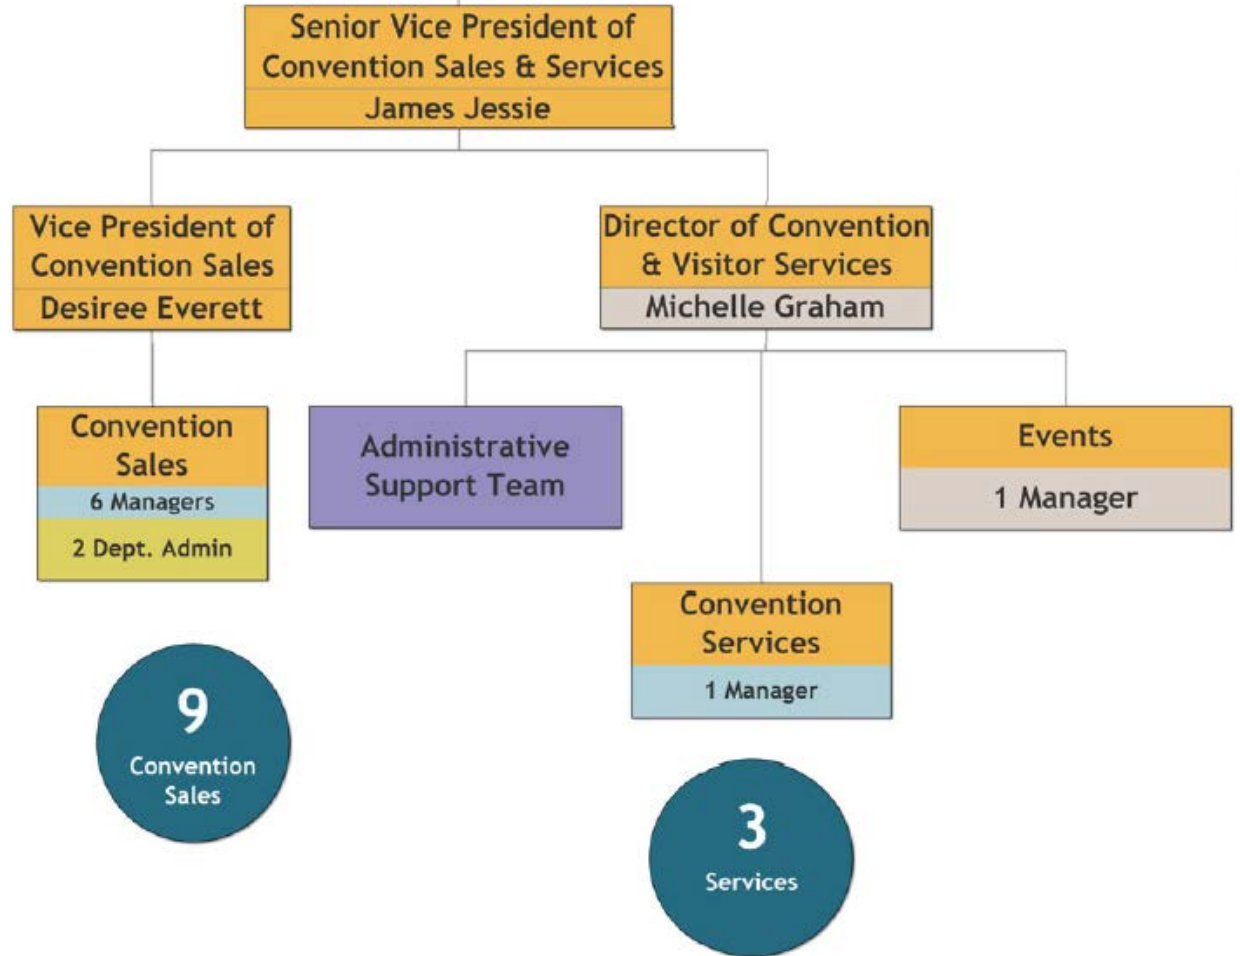 Senior Vice President of
Convention Sales & Services
James Jessie
Vice President of
Convention Sales
Desiree Everett
Director of Convention
& Visitor Services
Michelle Graham
Convention
Sales
6 Managers
2 Dept. Admin
Administrative
Support Team
Events
1 Manager
Convention
Services
1 Manager
9
Convention
Sales
3
Services